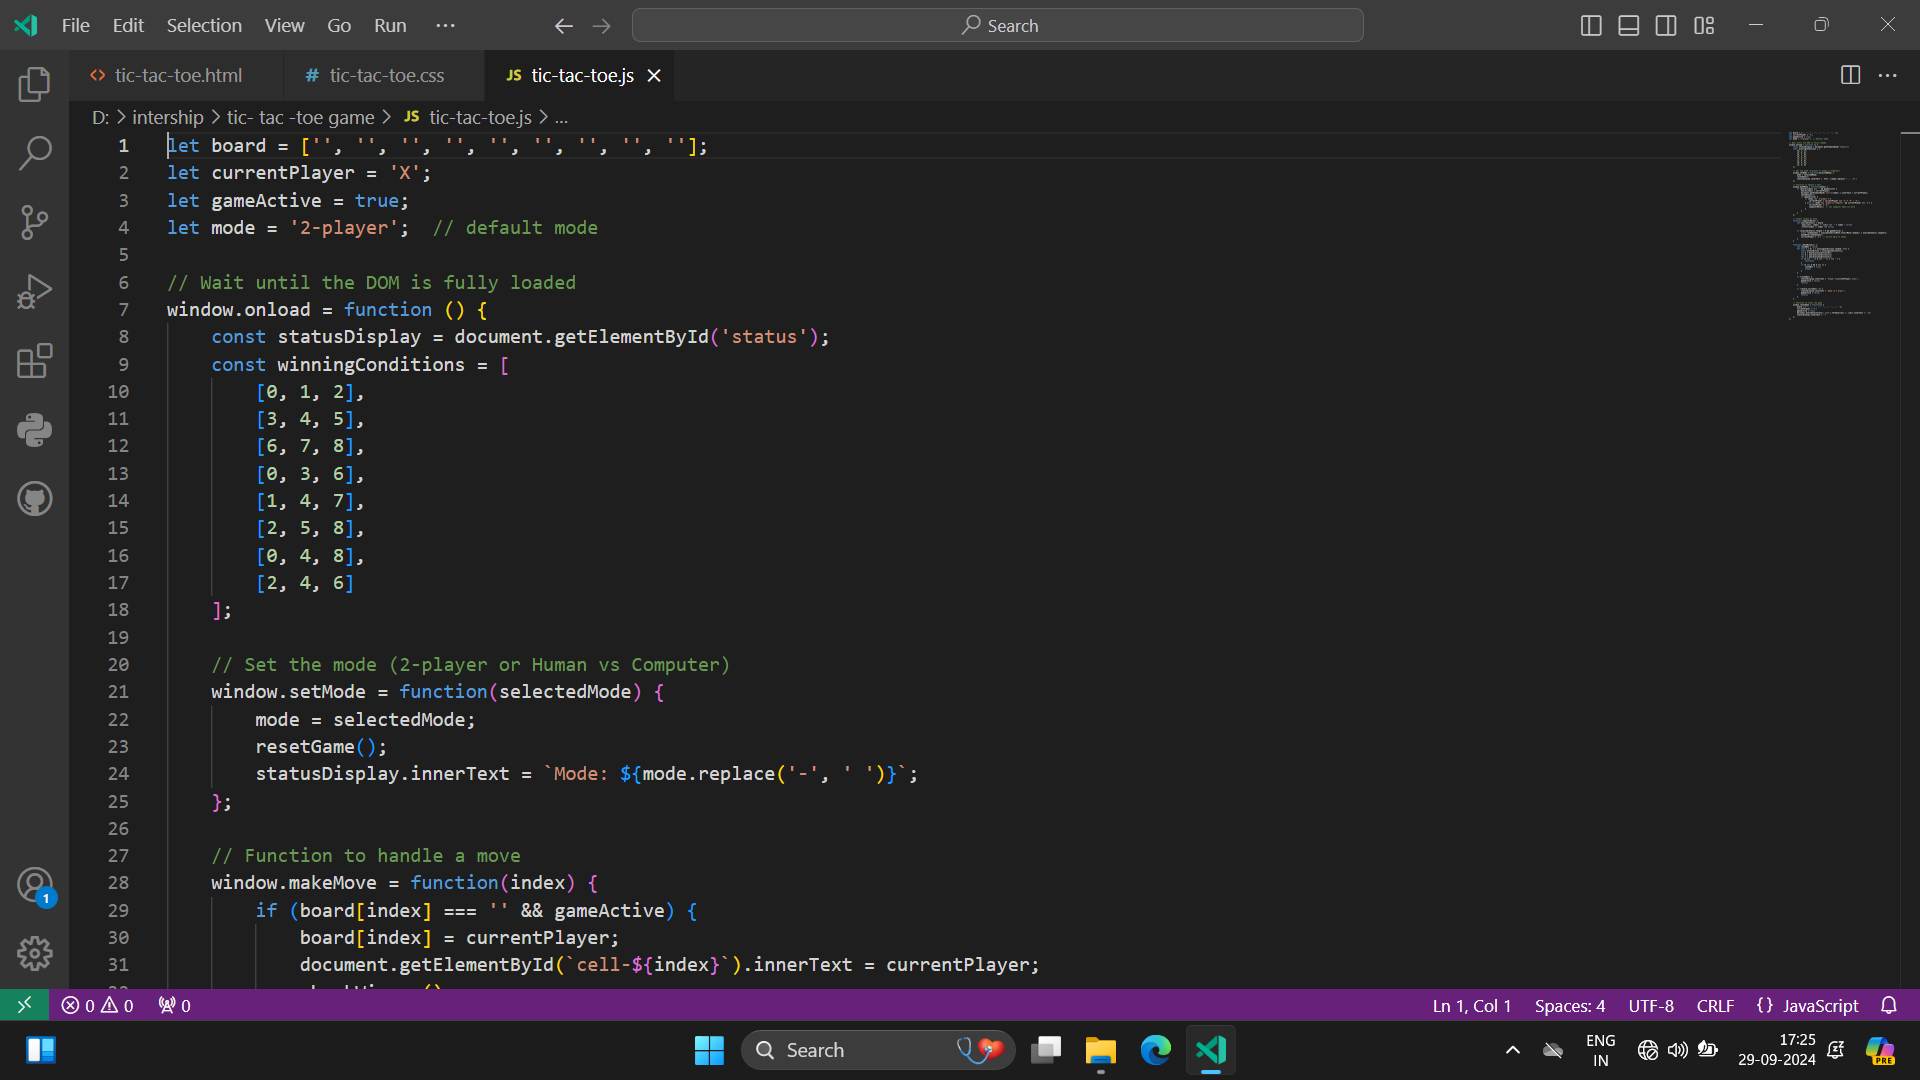 File Edit Selection View Go Run ···
Search
tic-tac-toe.html
# tic-tac-toe.css
JS tic-tac-toe.js
D: > intership > tic- tac -toe game > JS tic-tac-toe.js > ...
1 let board = ['', '', '', '', '', '', '', '', ''];
2 let currentPlayer = 'X';
3 let gameActive = true;
4 let mode = '2-player';  // default mode
5
6 // Wait until the DOM is fully loaded
7 window.onload = function () {
8     const statusDisplay = document.getElementById('status');
9     const winningConditions = [
10         [0, 1, 2],
11         [3, 4, 5],
12         [6, 7, 8],
13         [0, 3, 6],
14         [1, 4, 7],
15         [2, 5, 8],
16         [0, 4, 8],
17         [2, 4, 6]
18     ];
19
20     // Set the mode (2-player or Human vs Computer)
21     window.setMode = function(selectedMode) {
22         mode = selectedMode;
23         resetGame();
24         statusDisplay.innerText = `Mode: ${mode.replace('-', ' ')}`;
25     };
26
27     // Function to handle a move
28     window.makeMove = function(index) {
29         if (board[index] === '' && gameActive) {
30             board[index] = currentPlayer;
31             document.getElementById(`cell-${index}`).innerText = currentPlayer;
1
0 0 0
Ln 1, Col 1 Spaces: 4 UTF-8 CRLF {} JavaScript
Search
ENG
IN
17:25
29-09-2024
PRE